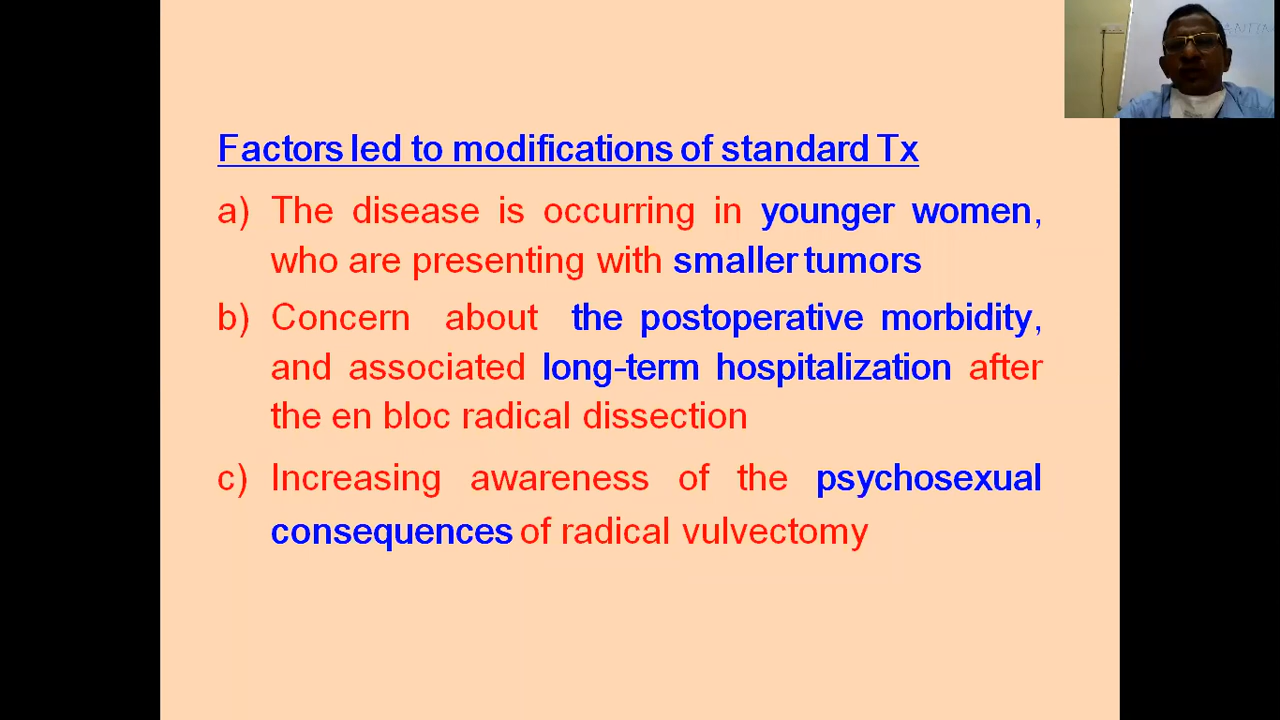 Factors led to modifications of standard Tx
a) The disease is occurring in younger women,
who are presenting with smaller tumors
b) Concern about the postoperative morbidity,
and associated long-term hospitalization after
the en bloc radical dissection
c) Increasing awareness of the psychosexual
consequences of radical vulvectomy